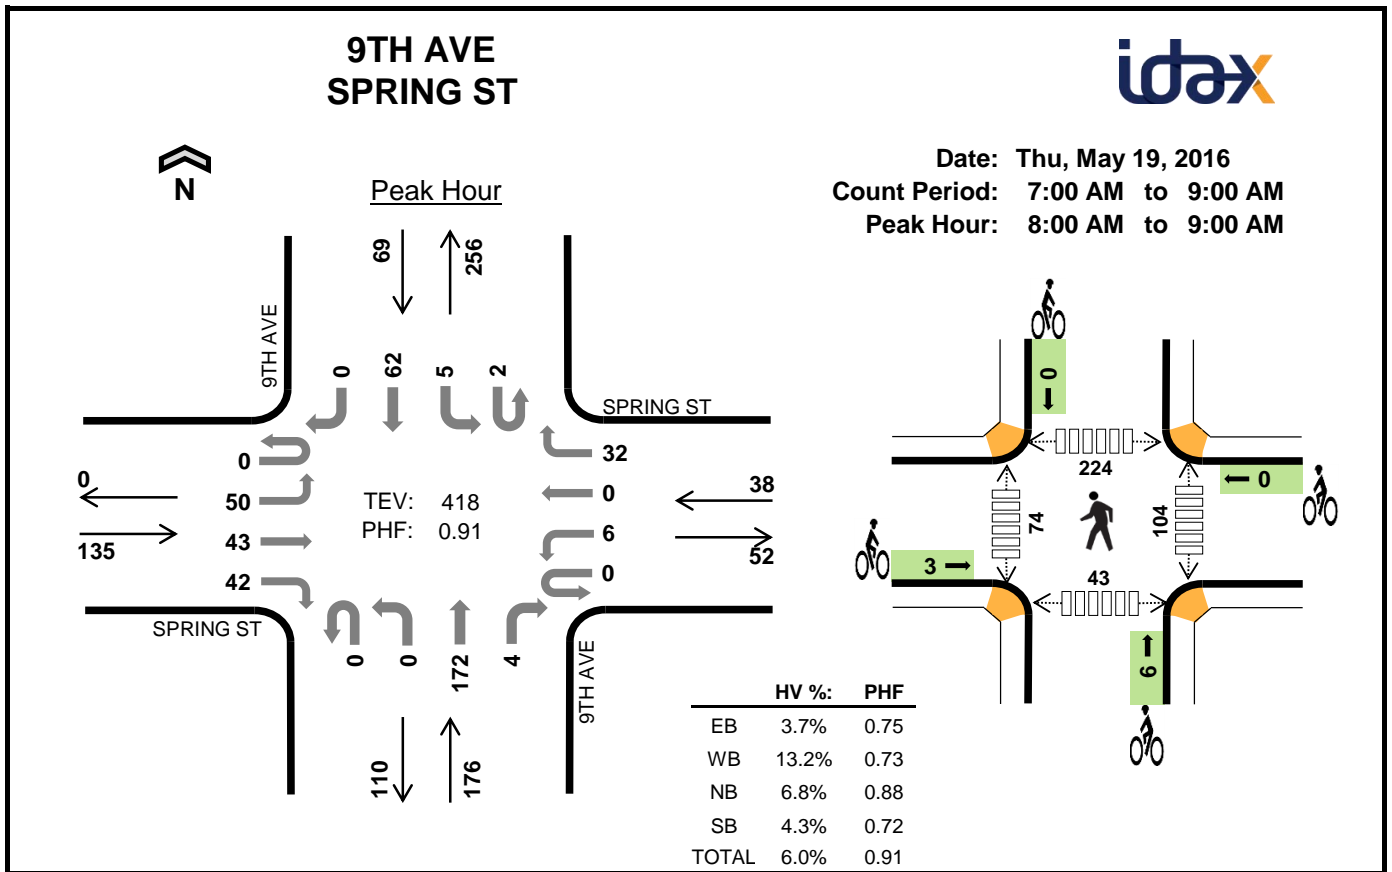 9TH AVE
SPRING ST
idax
N
Peak Hour
Date: Thu, May 19, 2016
Count Period: 7:00 AM to 9:00 AM
Peak Hour: 8:00 AM to 9:00 AM
69
256
9TH AVE
0
62
5
2
SPRING ST
0
50
43
42
0
135
TEV: 418
PHF: 0.91
32
0
6
0
38
52
SPRING ST
0
0
172
4
9TH AVE
110
176
0
224
0
74
104
3
43
6
HV %: PHF
EB 3.7% 0.75
WB 13.2% 0.73
NB 6.8% 0.88
SB 4.3% 0.72
TOTAL 6.0% 0.91